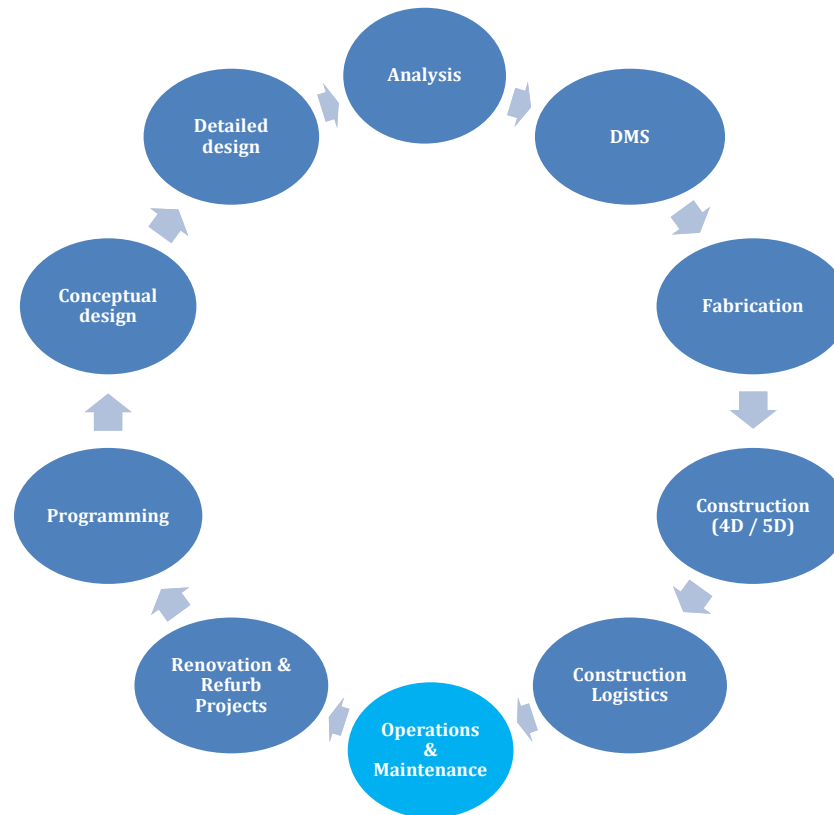 Analysis
DMS
Fabrication
Construction
(4D / 5D)
Construction
Logistics
Operations
&
Maintenance
Renovation &
Refurb
Projects
Programming
Conceptual
design
Detailed
design